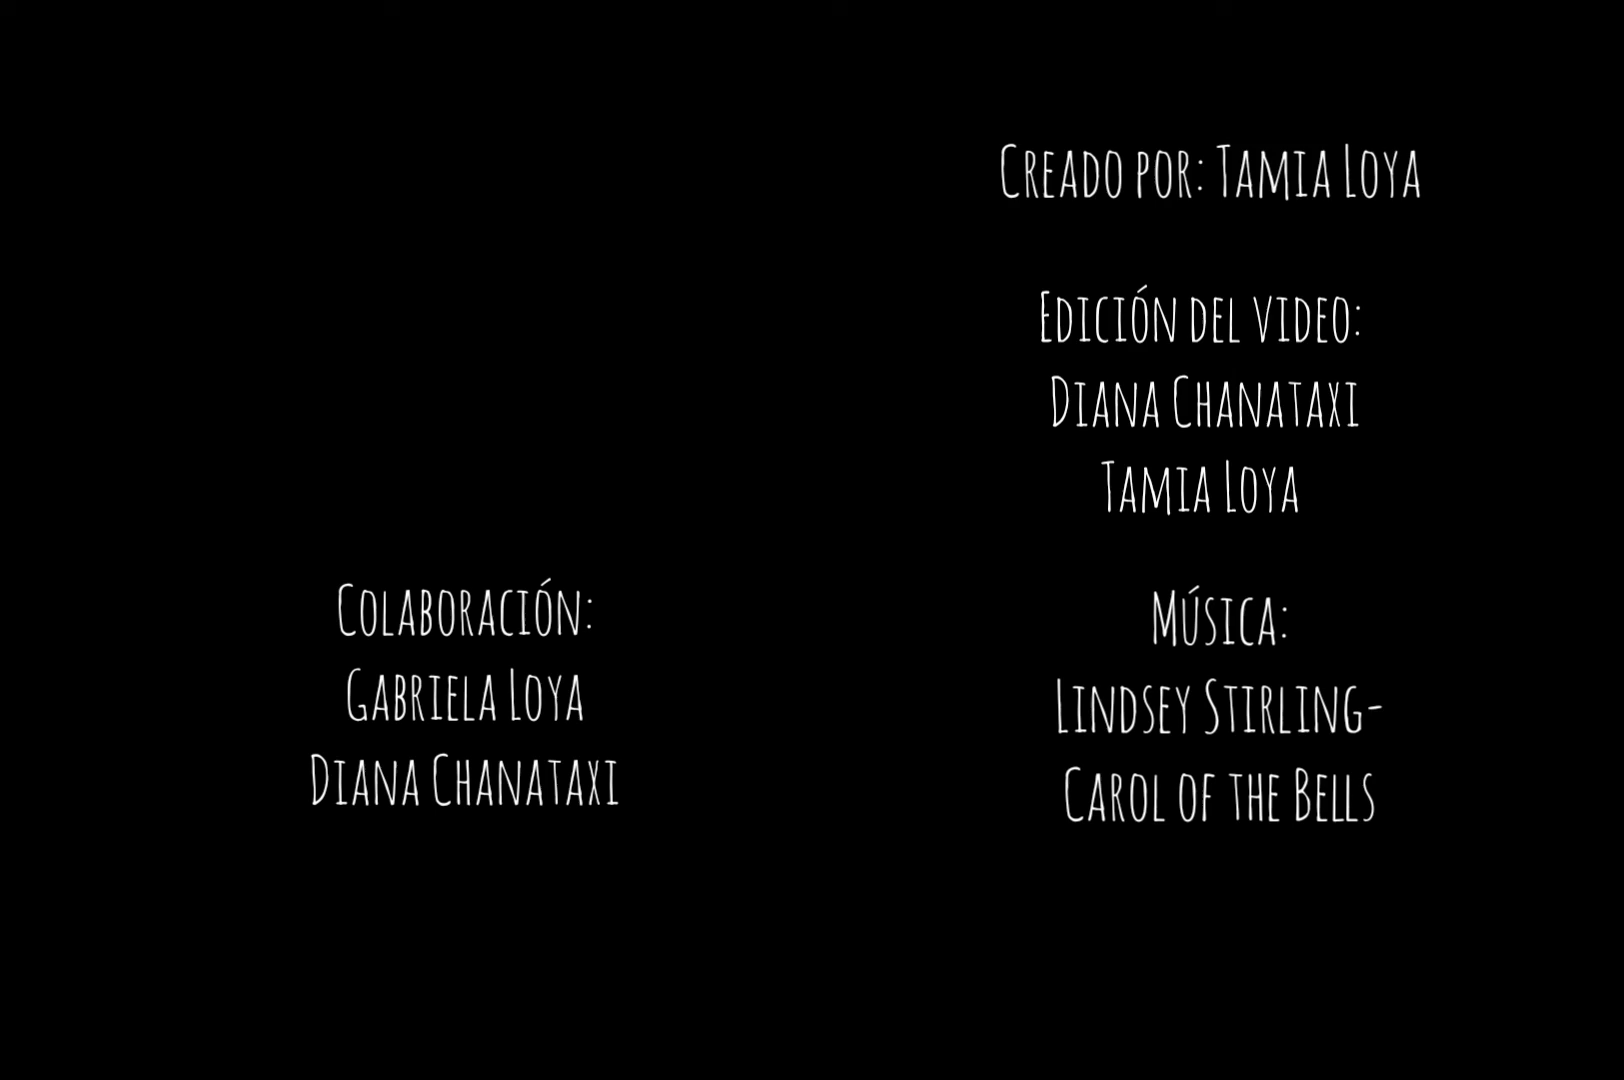 Creado por: Tamia Loya
Edición del video:
Diana Chanataxi
Tamia Loya
Colaboración:
Gabriela Loya
Diana Chanataxi
Música:
Lindsey Stirling-
Carol of the Bells